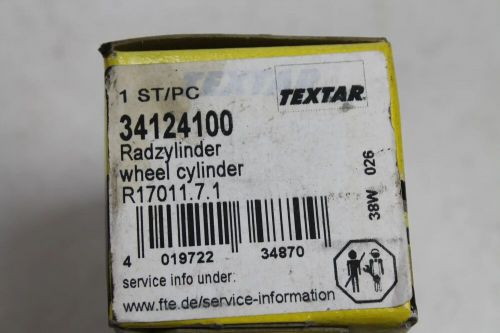 TEXTAR
1 ST/PC
TEXTAR
34124100
Radzylinder
wheel cylinder
R17011.7.1
38W 026
4 019722 34870
service info under:
www.fte.de/service-information